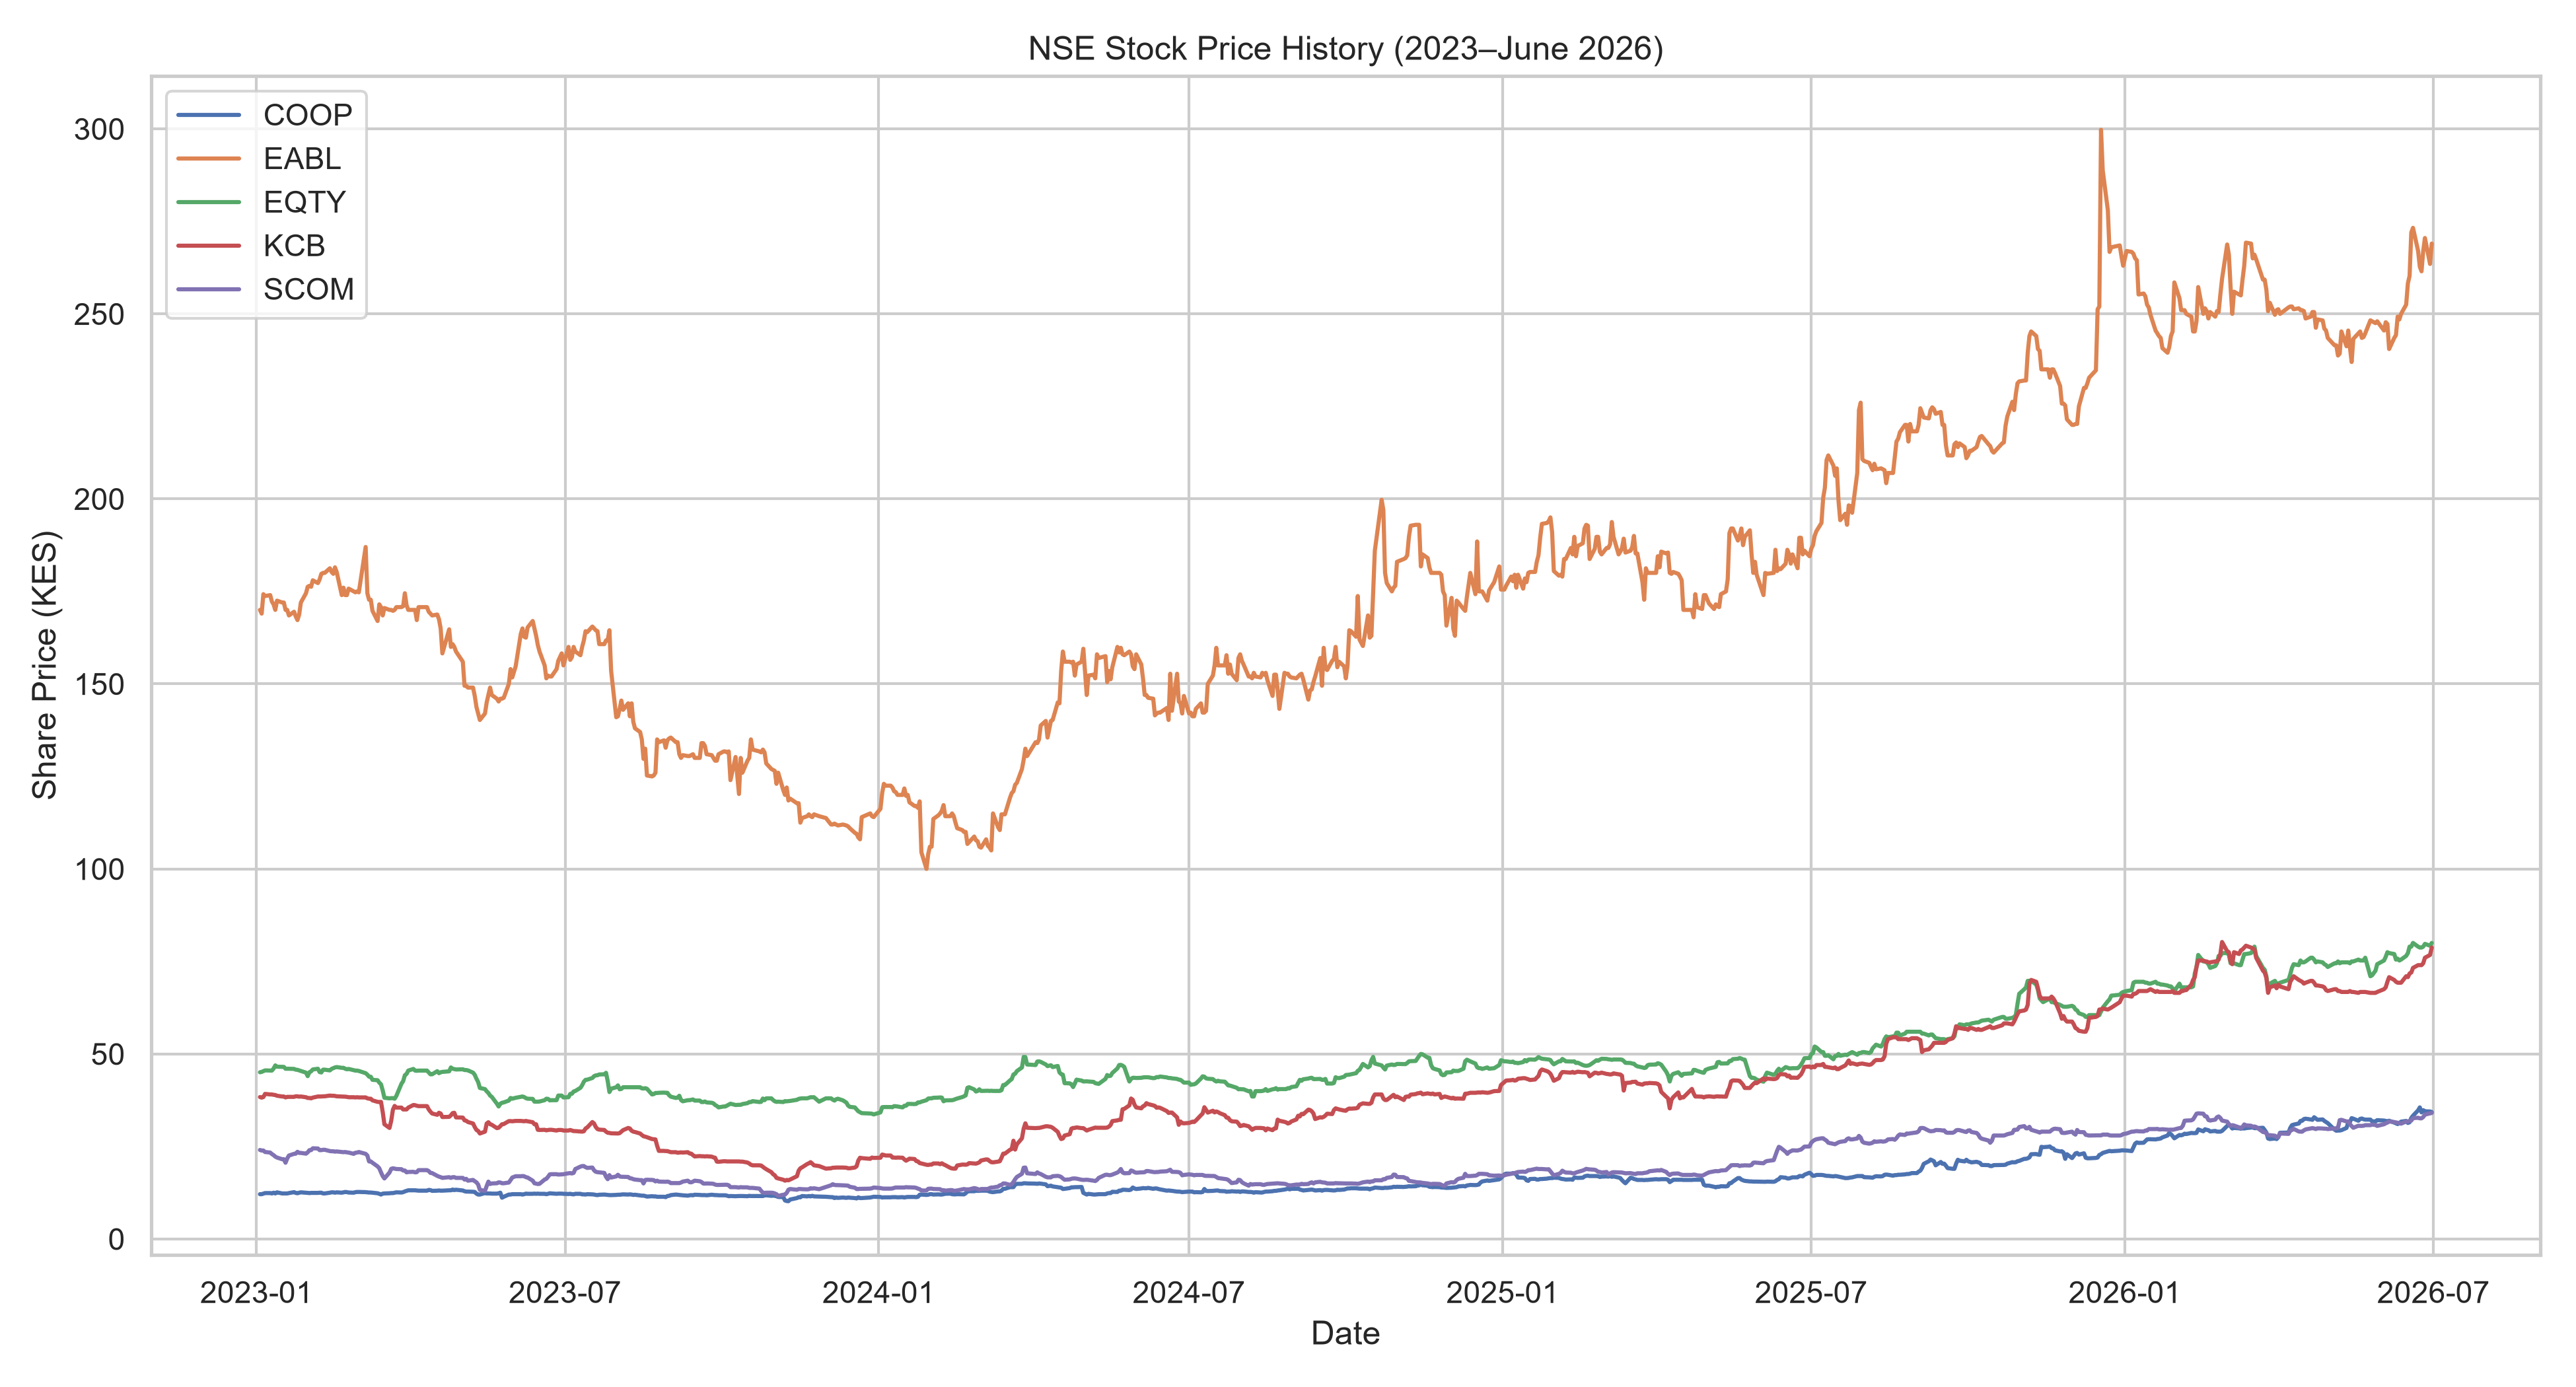 NSE Stock Price History (2023–June 2026)
COOP
EABL
EQTY
KCB
SCOM
Share Price (KES)
300
250
200
150
100
50
0
2023-01
2023-07
2024-01
2024-07
2025-01
2025-07
2026-01
2026-07
Date